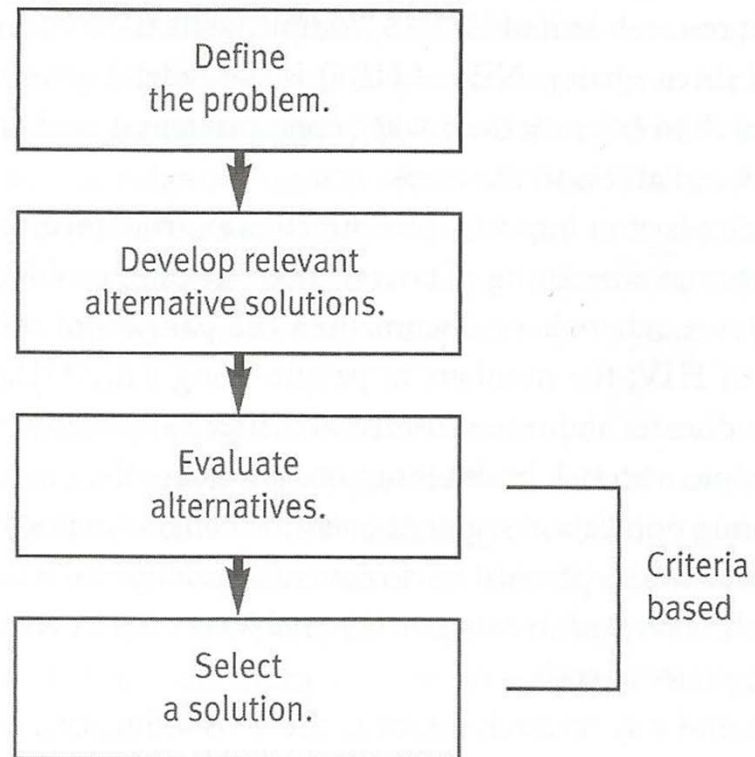 Define
the problem.
Develop relevant
alternative solutions.
Evaluate
alternatives.
Criteria
based
Select
a solution.